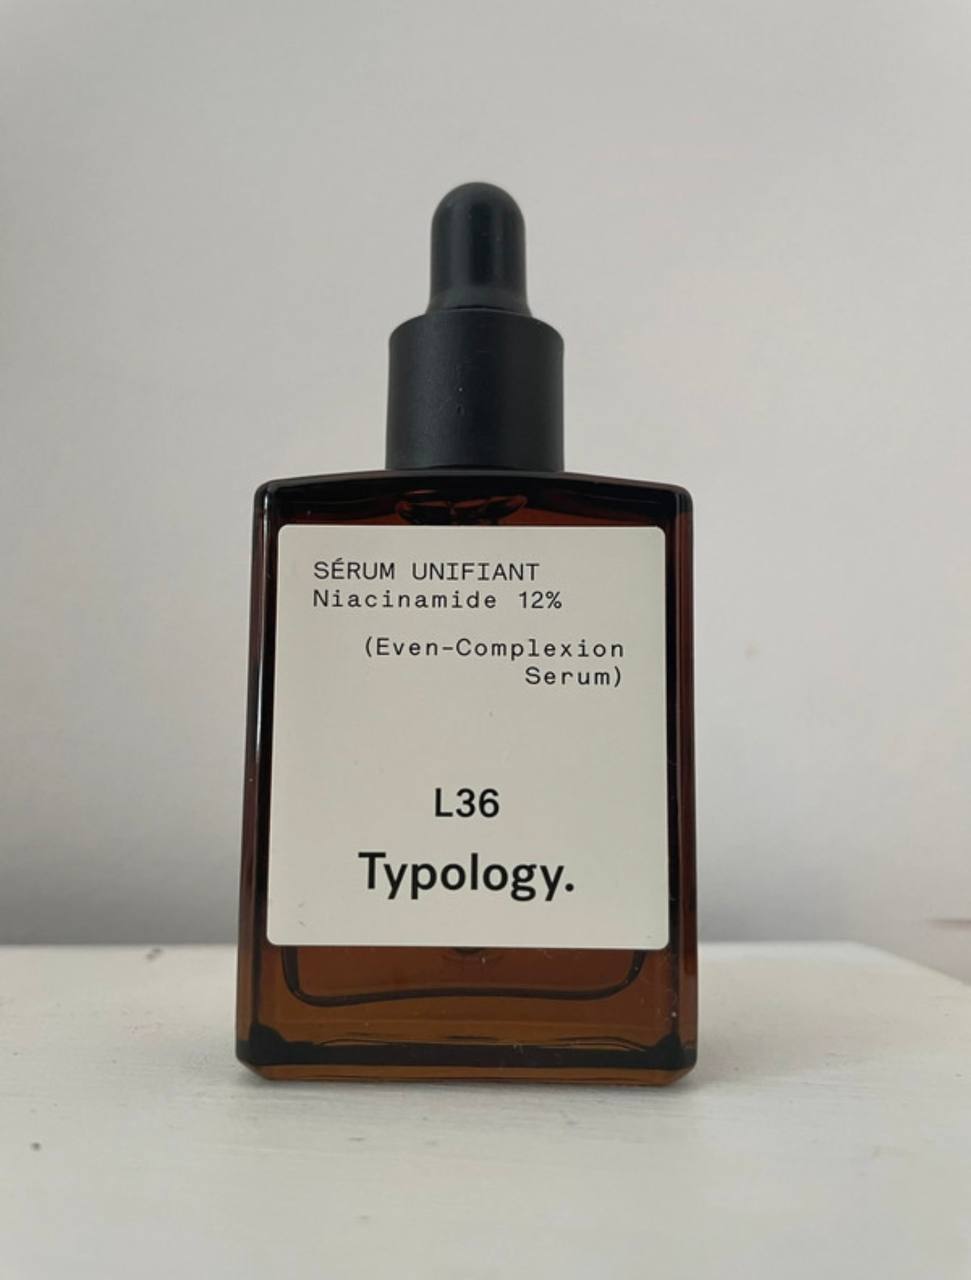 SÉRUM UNIFIANT
Niacinamide 12%
(Even-Complexion
Serum)
L36
Typology.